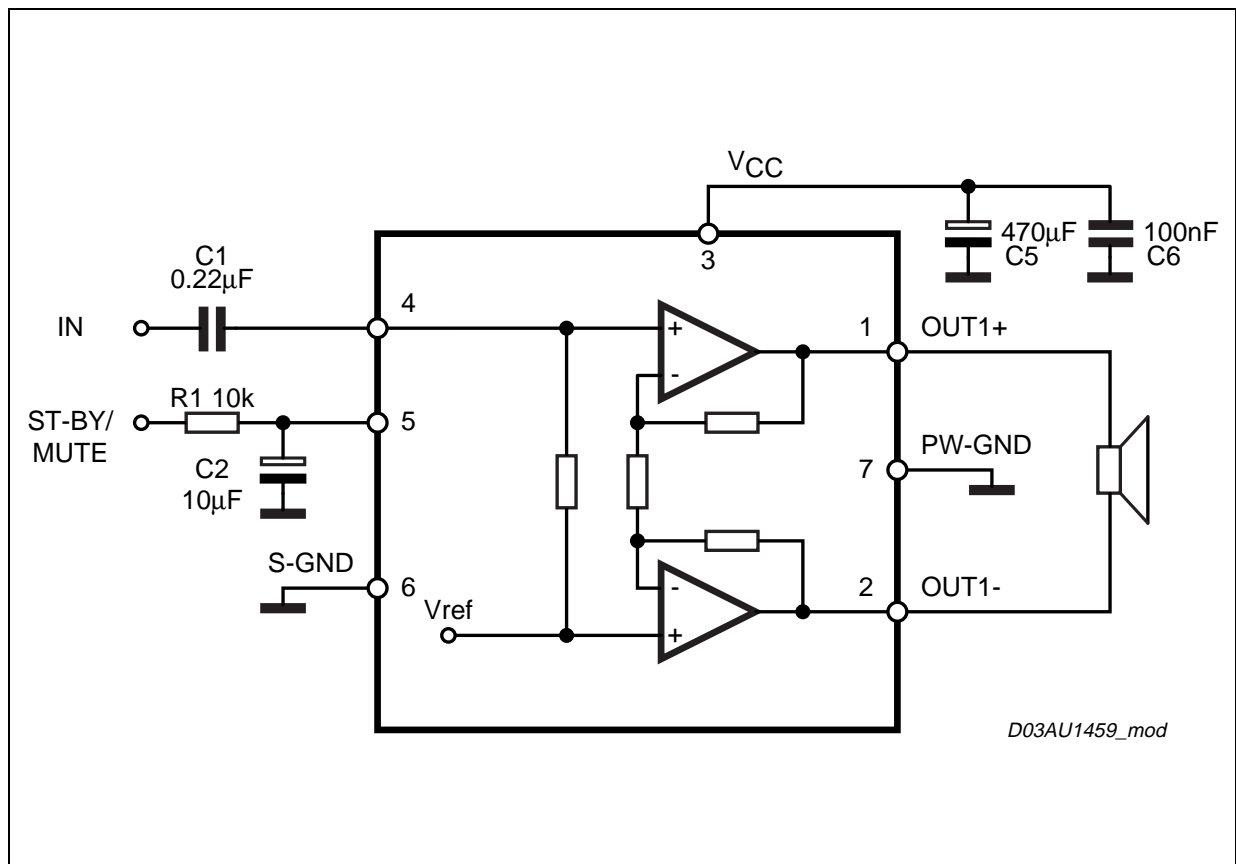 VCC
3
470μF
C5
100nF
C6
C1
0.22μF
IN
4
+
-
1
OUT1+
R1 10k
ST-BY/
MUTE
5
C2
10μF
PW-GND
7
S-GND
6
Vref
-
+
2
OUT1-
D03AU1459_mod